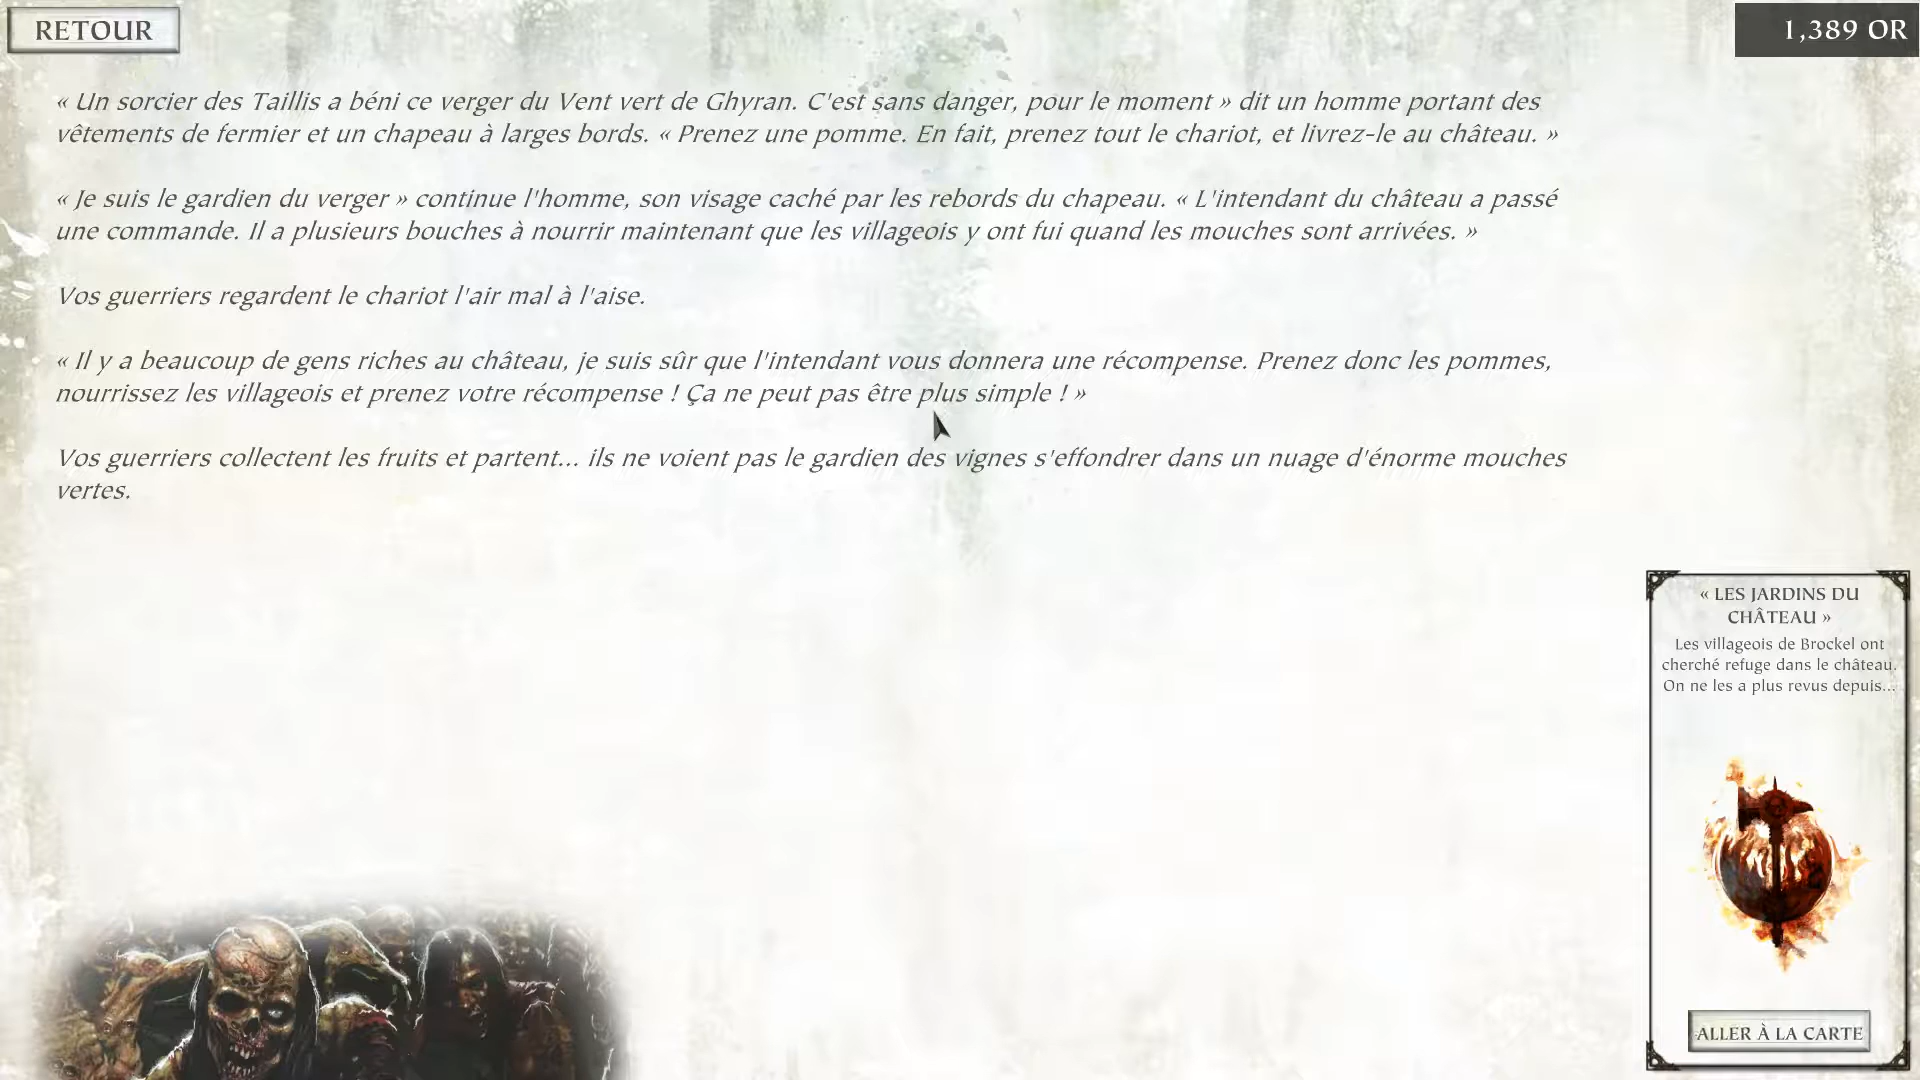 RETOUR
1,389 OR
« Un sorcier des Taillis a béni ce verger du Vent vert de Ghyran. C'est sans danger, pour le moment » dit un homme portant des
vêtements de fermier et un chapeau à larges bords. « Prenez une pomme. En fait, prenez tout le chariot, et livrez-le au château. »
« Je suis le gardien du verger » continue l'homme, son visage caché par les rebords du chapeau. « L'intendant du château a passé
une commande. Il a plusieurs bouches à nourrir maintenant que les villageois y ont fui quand les mouches sont arrivées. »
Vos guerriers regardent le chariot l'air mal à l'aise.
« Il y a beaucoup de gens riches au château, je suis sûr que l'intendant vous donnera une récompense. Prenez donc les pommes,
nourrissez les villageois et prenez votre récompense ! Ça ne peut pas être plus simple ! »
Vos guerriers collectent les fruits et partent... ils ne voient pas le gardien des vignes s'effondrer dans un nuage d'énorme mouches
vertes.
« LES JARDINS DU
CHÂTEAU »
Les villageois de Brockel ont
cherché refuge dans le château.
On ne les a plus revus depuis...
ALLER À LA CARTE